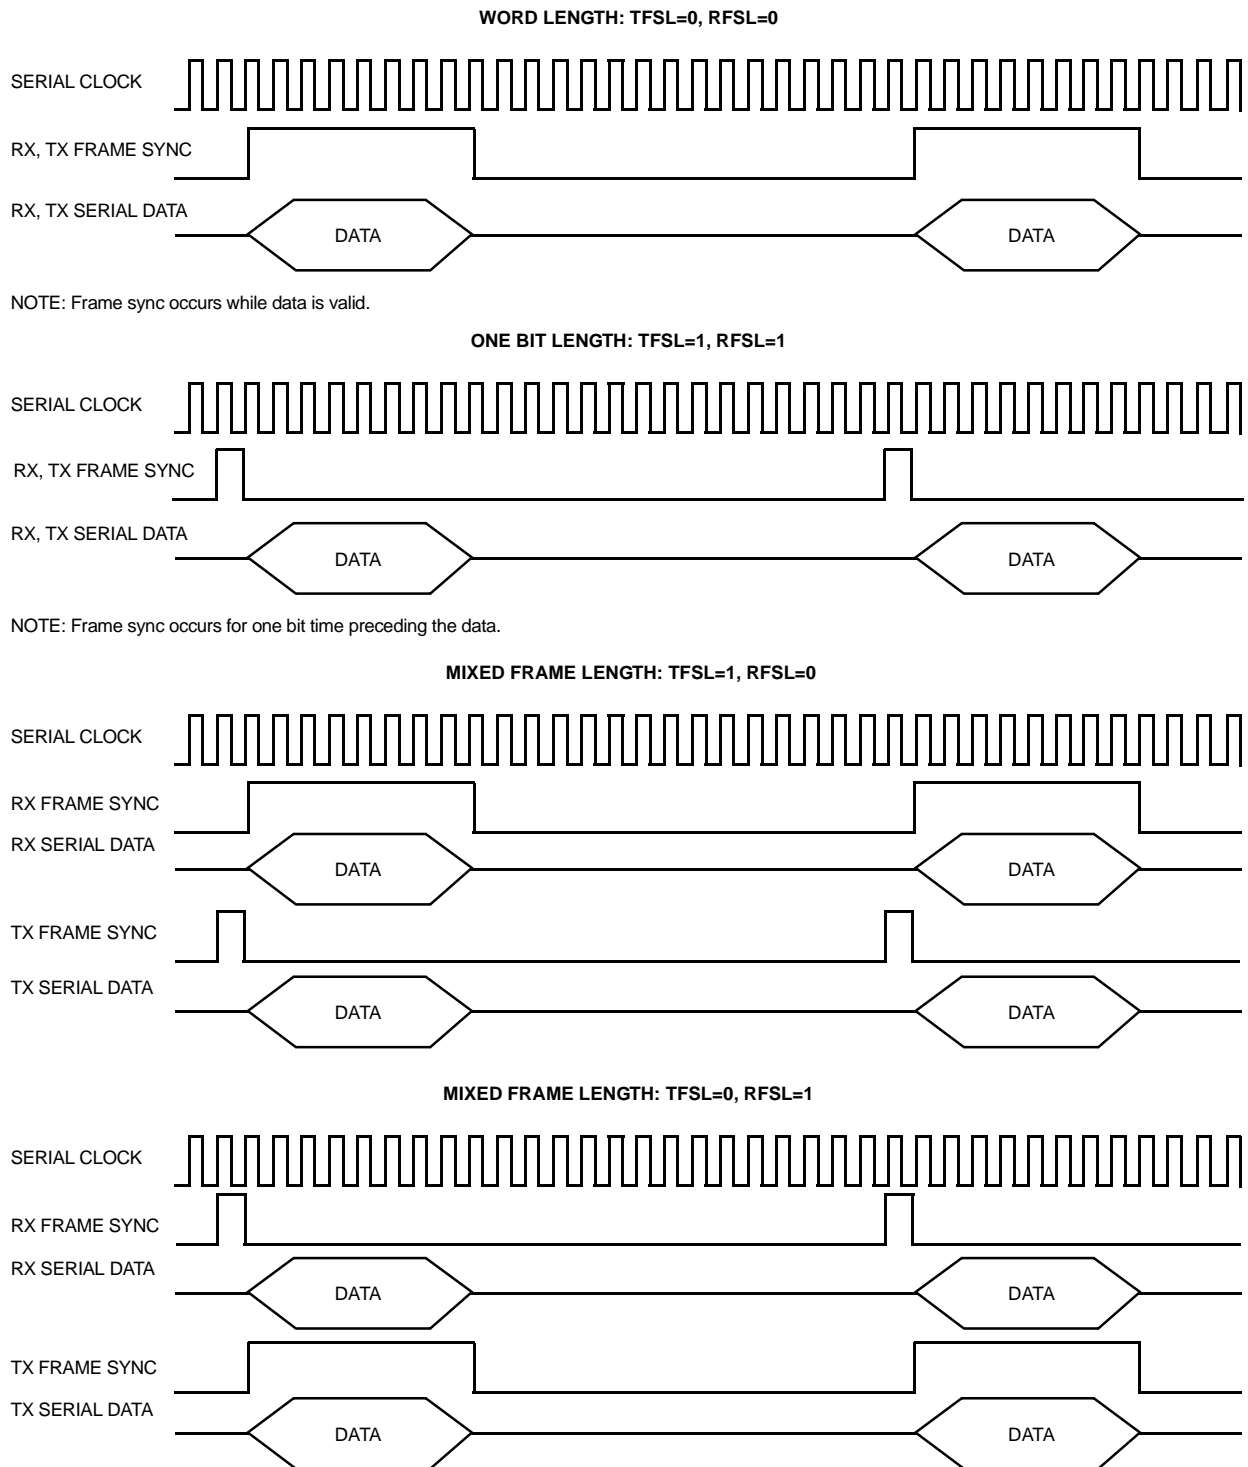 WORD LENGTH: TFSL=0, RFSL=0
SERIAL CLOCK
RX, TX FRAME SYNC
RX, TX SERIAL DATA
DATA
DATA
NOTE: Frame sync occurs while data is valid.
ONE BIT LENGTH: TFSL=1, RFSL=1
SERIAL CLOCK
RX, TX FRAME SYNC
RX, TX SERIAL DATA
DATA
DATA
NOTE: Frame sync occurs for one bit time preceding the data.
MIXED FRAME LENGTH: TFSL=1, RFSL=0
SERIAL CLOCK
RX FRAME SYNC
RX SERIAL DATA
DATA
DATA
TX FRAME SYNC
TX SERIAL DATA
DATA
DATA
MIXED FRAME LENGTH: TFSL=0, RFSL=1
SERIAL CLOCK
RX FRAME SYNC
RX SERIAL DATA
DATA
DATA
TX FRAME SYNC
TX SERIAL DATA
DATA
DATA